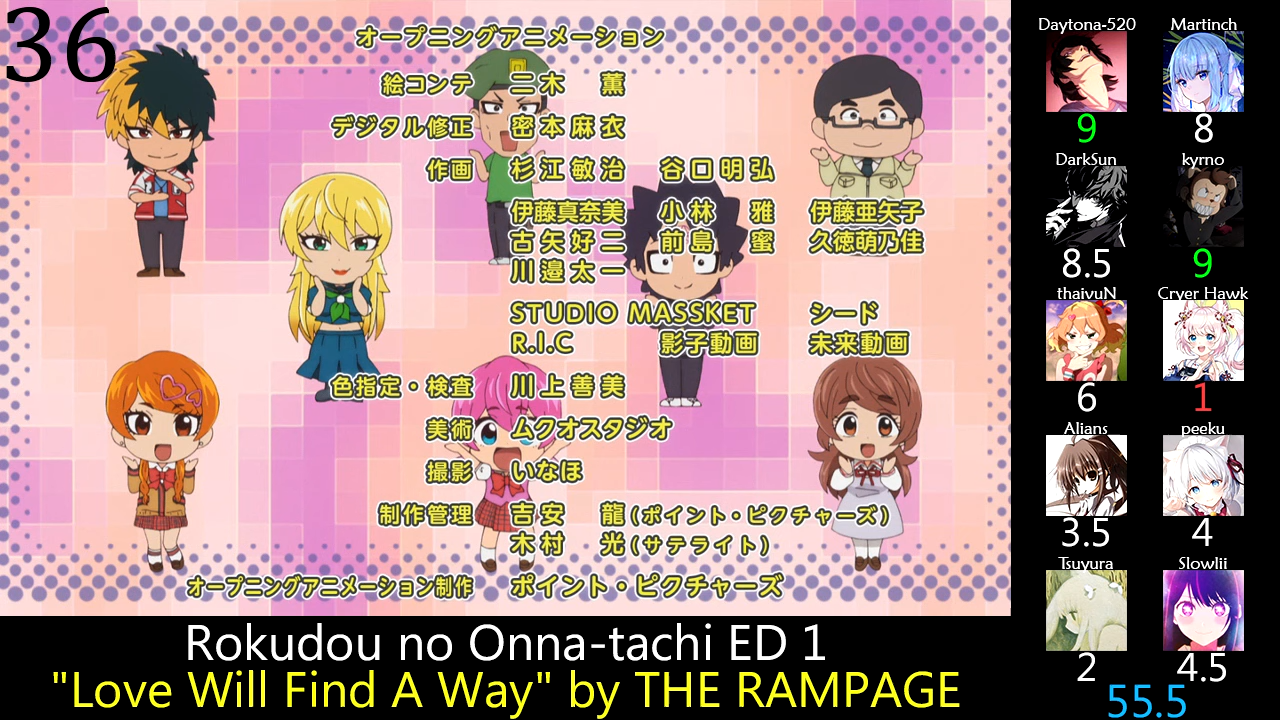 36
オープニングアニメーション
絵コンテ 二木 薫
デジタル修正 密本麻衣
作画 杉江敏治 谷口明弘
伊藤真奈美 小林 雅 伊藤亜矢子
古矢好二 前島 蜜 久徳萌乃佳
川邉太一
STUDIO MASSKET シード
R.I.C 影子動画 未来動画
色指定・検査 川上善美
美術 ムクオスタジオ
撮影 いなほ
制作管理 吉安 龍(ポイント・ピクチャーズ)
木村 光(サテライト)
オープニングアニメーション制作 ポイント・ピクチャーズ
Rokudou no Onna-tachi ED 1
"Love Will Find A Way" by THE RAMPAGE
Daytona-520 Martinch
9 8
DarkSun kyrno
8.5 9
thaivuN Cryer Hawk
6 1
Alians peeku
3.5 4
Tsuyura Slowlii
2 4.5
55.5